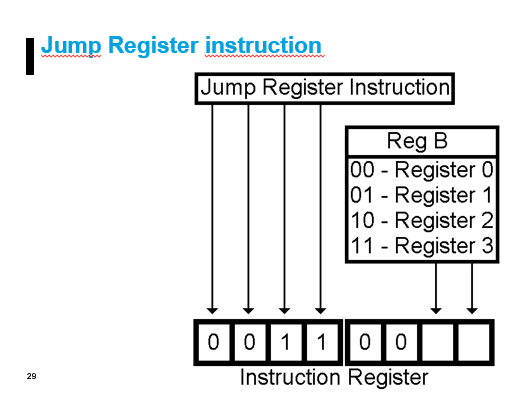 Jump Register instruction
Jump Register Instruction
Reg B
00 - Register 0
01 - Register 1
10 - Register 2
11 - Register 3
0 0 1 1 0 0
Instruction Register
29